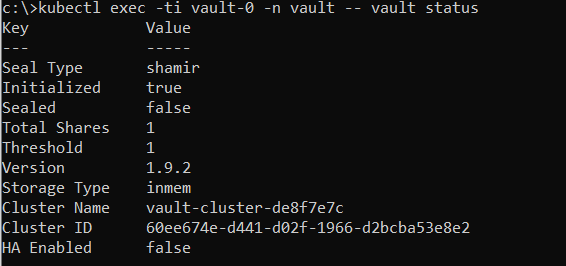 c:\>kubectl exec -ti vault-0 -n vault -- vault status
Key             Value
---             -----
Seal Type       shamir
Initialized     true
Sealed          false
Total Shares    1
Threshold       1
Version         1.9.2
Storage Type    inmem
Cluster Name    vault-cluster-de8f7e7c
Cluster ID      60ee674e-d441-d02f-1966-d2bcba53e8e2
HA Enabled      false